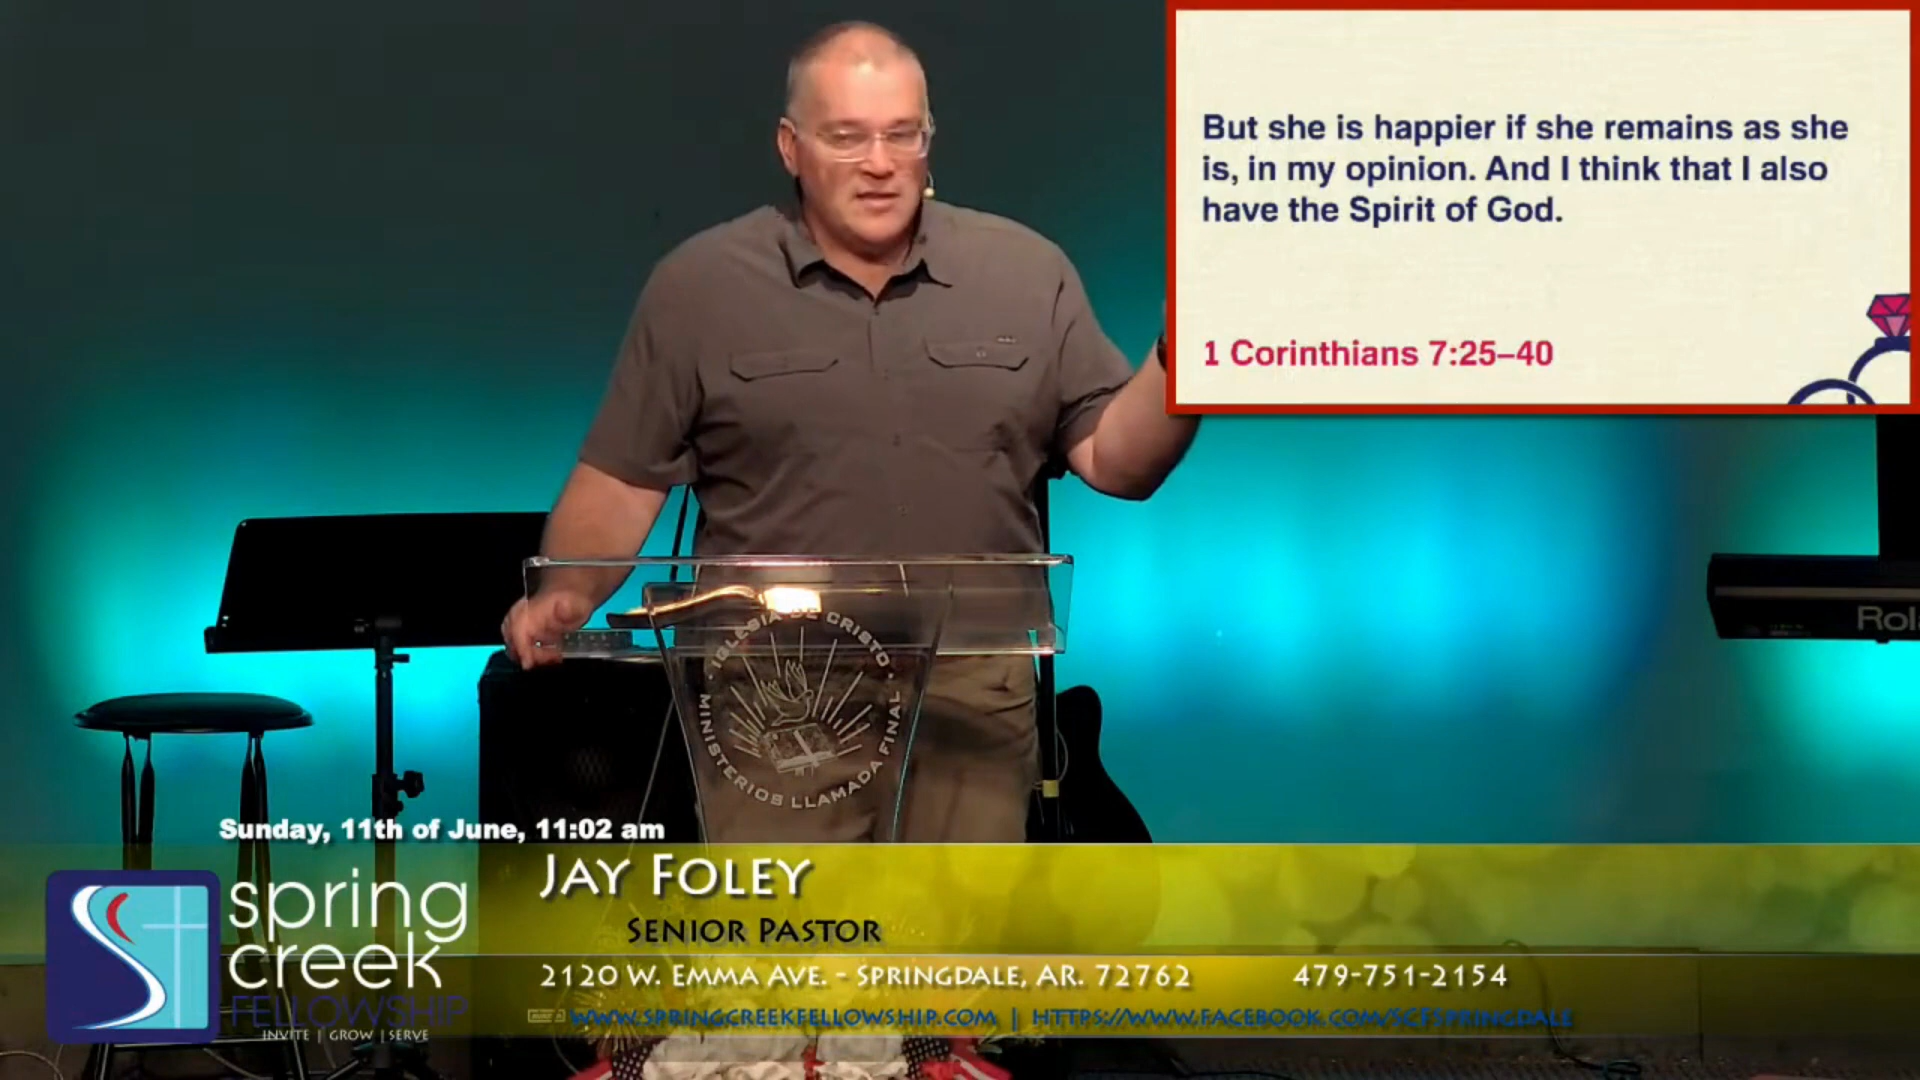 But she is happier if she remains as she
is, in my opinion. And I think that I also
have the Spirit of God.
1 Corinthians 7:25–40
Rol
IGLESIA DE CRISTO
MINISTERIOS LLAMADA FINAL
Sunday, 11th of June, 11:02 am
Jay Foley
Senior Pastor
spring
creek
FELLOWSHIP
INVITE | GROW | SERVE
2120 W. Emma Ave. - Springdale, AR. 72762 479-751-2154
www.springcreekfellowship.com | https://www.facebook.com/scfspringdale